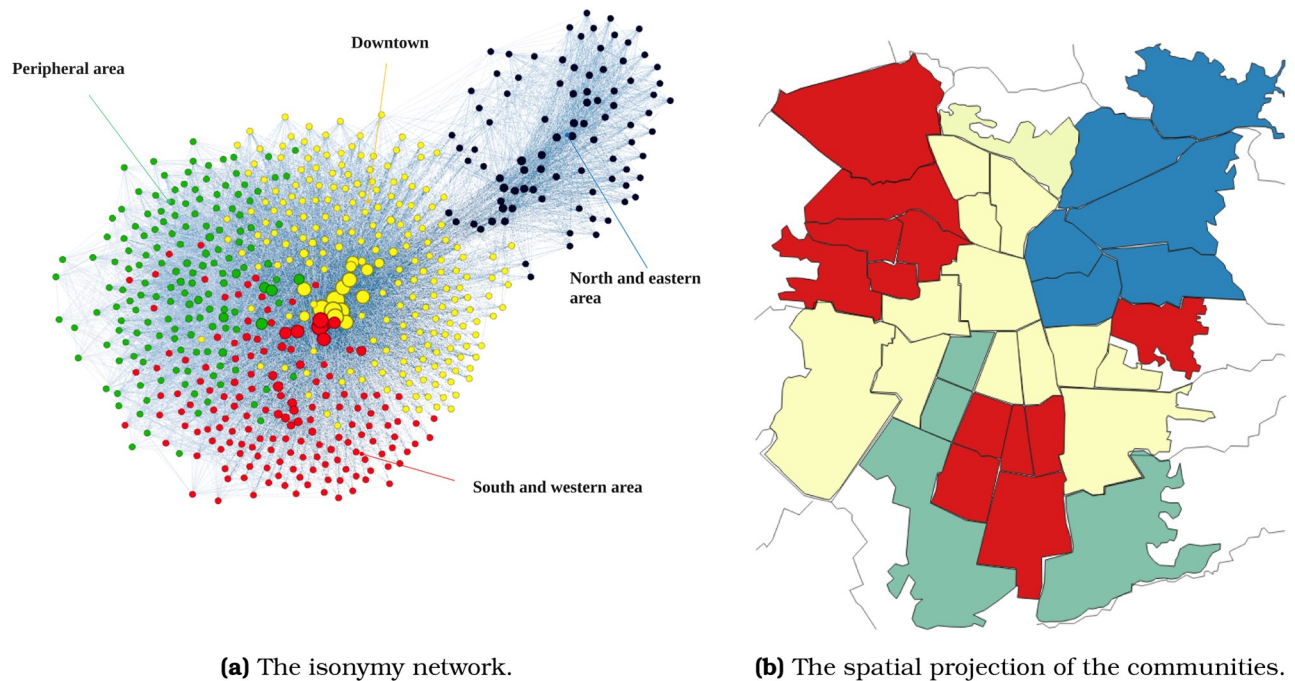 Downtown
Peripheral area
North and eastern
area
South and western area
(a) The isonymy network.
(b) The spatial projection of the communities.